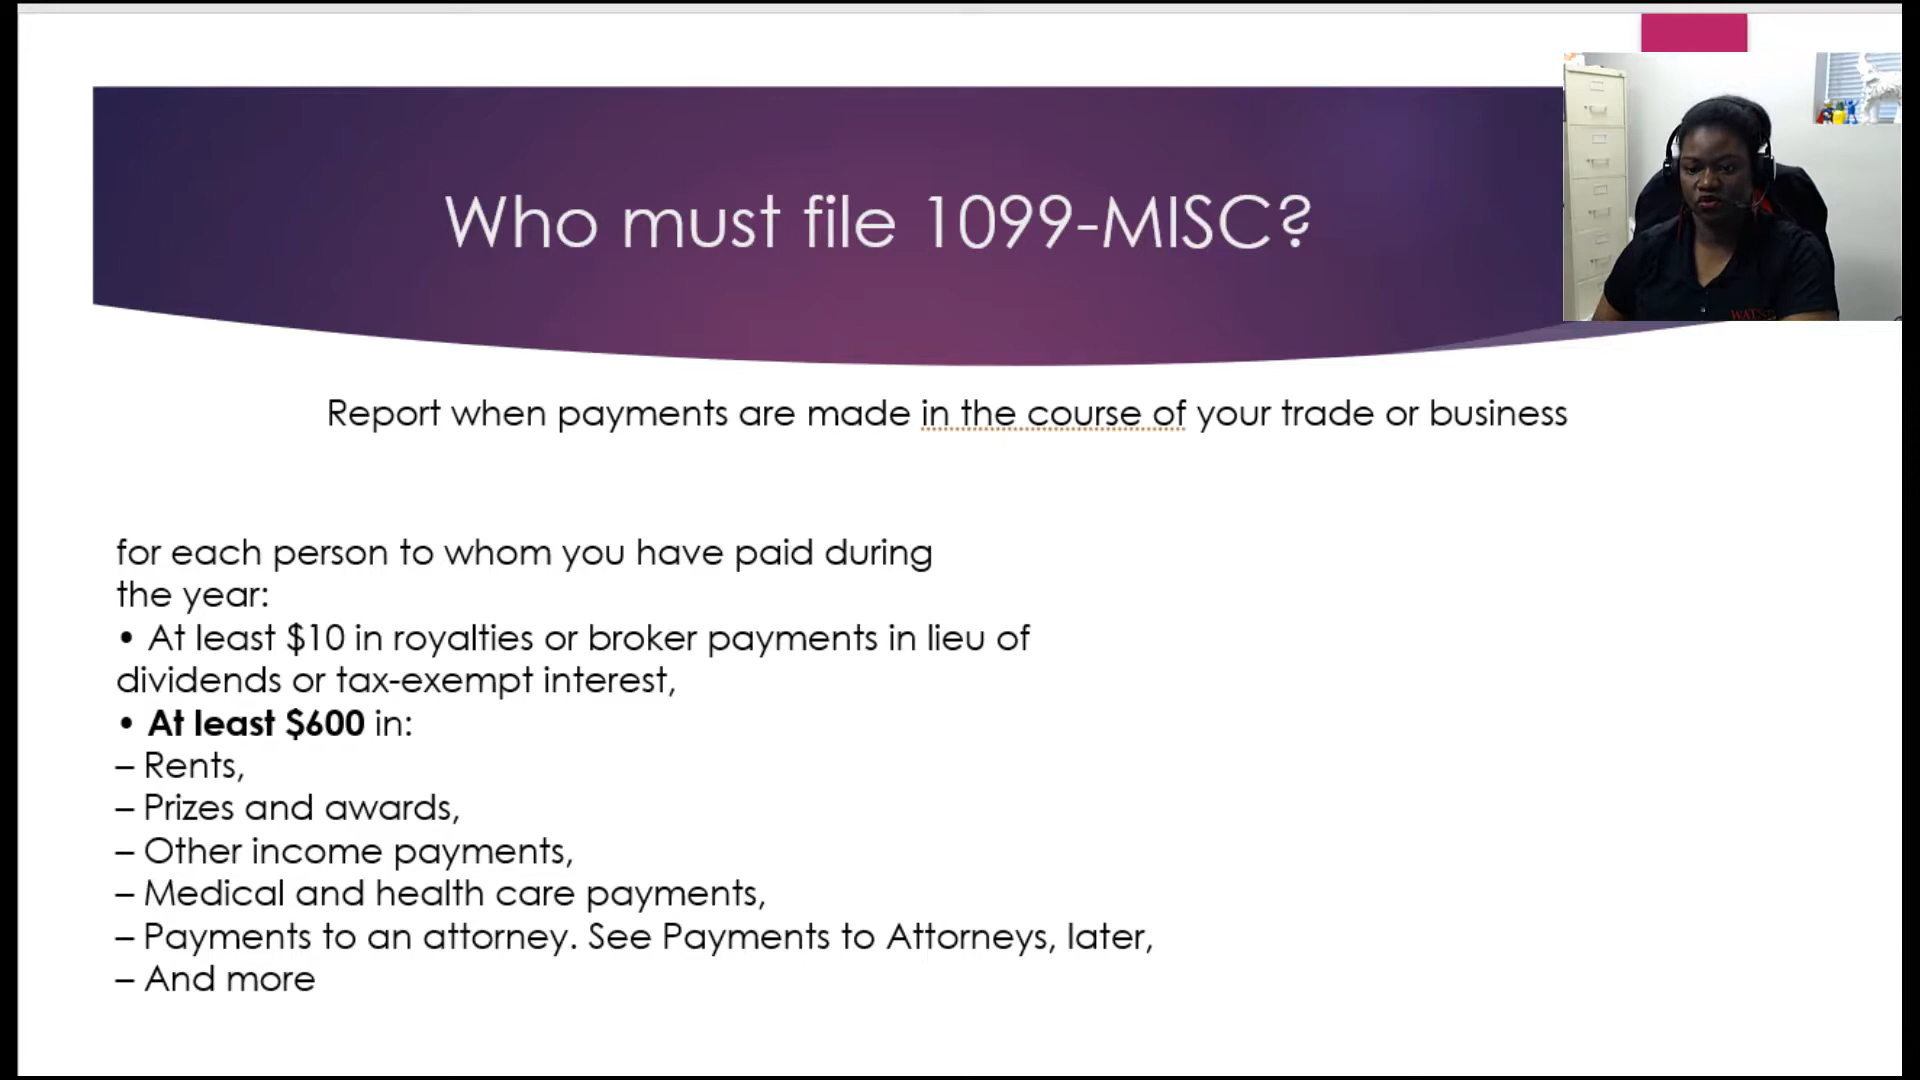 Who must file 1099-MISC?
Report when payments are made in the course of your trade or business
for each person to whom you have paid during
the year:
• At least $10 in royalties or broker payments in lieu of
dividends or tax-exempt interest,
• At least $600 in:
– Rents,
– Prizes and awards,
– Other income payments,
– Medical and health care payments,
– Payments to an attorney. See Payments to Attorneys, later,
– And more